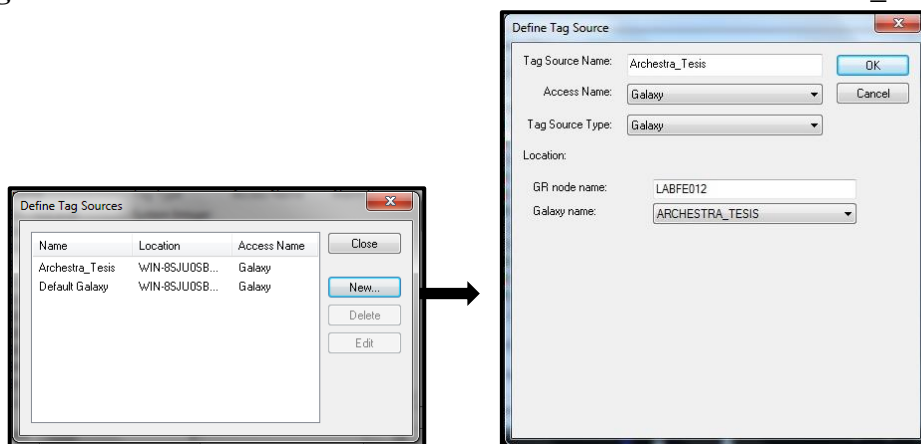 Define Tag Sources
Name Location Access Name
Archestra_Tesis WIN-8SJU0SB... Galaxy
Default Galaxy WIN-8SJU0SB... Galaxy
Close
New...
Delete
Edit
Define Tag Source
Tag Source Name: Archestra_Tesis
OK
Access Name: Galaxy
Cancel
Tag Source Type: Galaxy
Location:
GR node name: LABFE012
Galaxy name: ARCHESTRA_TESIS